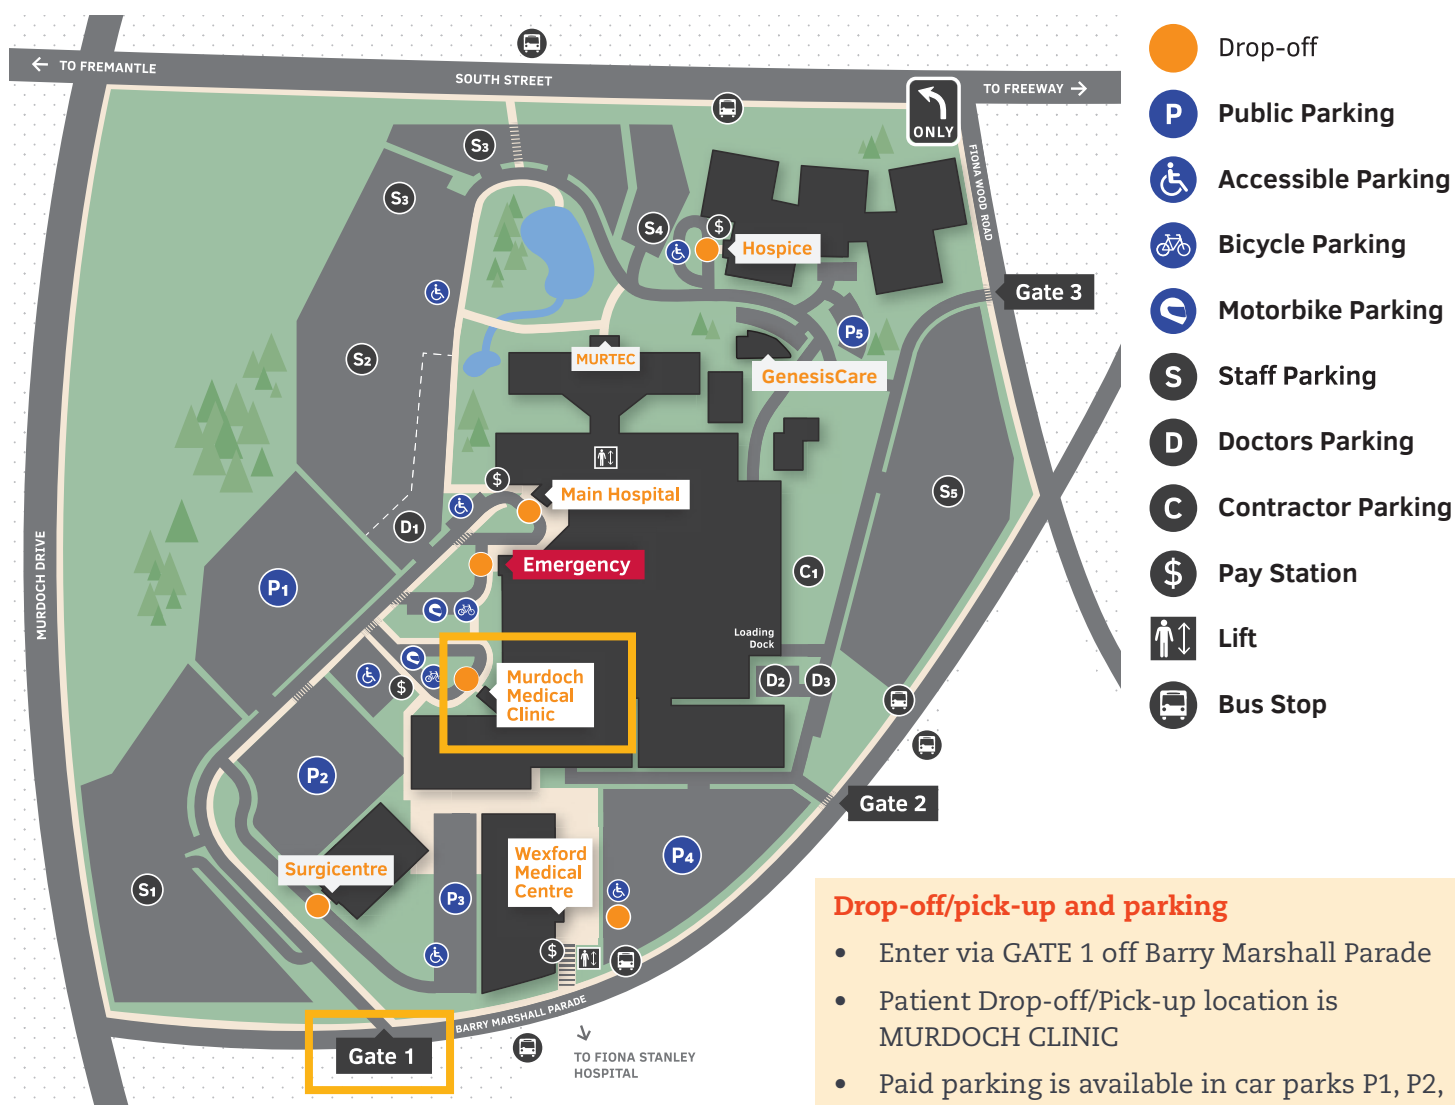 TO FREMANTLE
SOUTH STREET
TO FREEWAY
ONLY
FIONA WOOD ROAD
S3
S3
S4
$
Hospice
Gate 3
P5
MURTEC
GenesisCare
S2
$
Main Hospital
S5
D1
Emergency
C1
MURDOCH DRIVE
P1
Loading
Dock
Murdoch
Medical
Clinic
$
D2
D3
P2
Gate 2
Surgicentre
Wexford
Medical
Centre
P4
S1
P3
$
BARRY MARSHALL PARADE
Gate 1
TO FIONA STANLEY
HOSPITAL
Drop-off
P Public Parking
Accessible Parking
Bicycle Parking
Motorbike Parking
S Staff Parking
D Doctors Parking
C Contractor Parking
$ Pay Station
Lift
Bus Stop
Drop-off/pick-up and parking
• Enter via GATE 1 off Barry Marshall Parade
• Patient Drop-off/Pick-up location is
MURDOCH CLINIC
• Paid parking is available in car parks P1, P2,